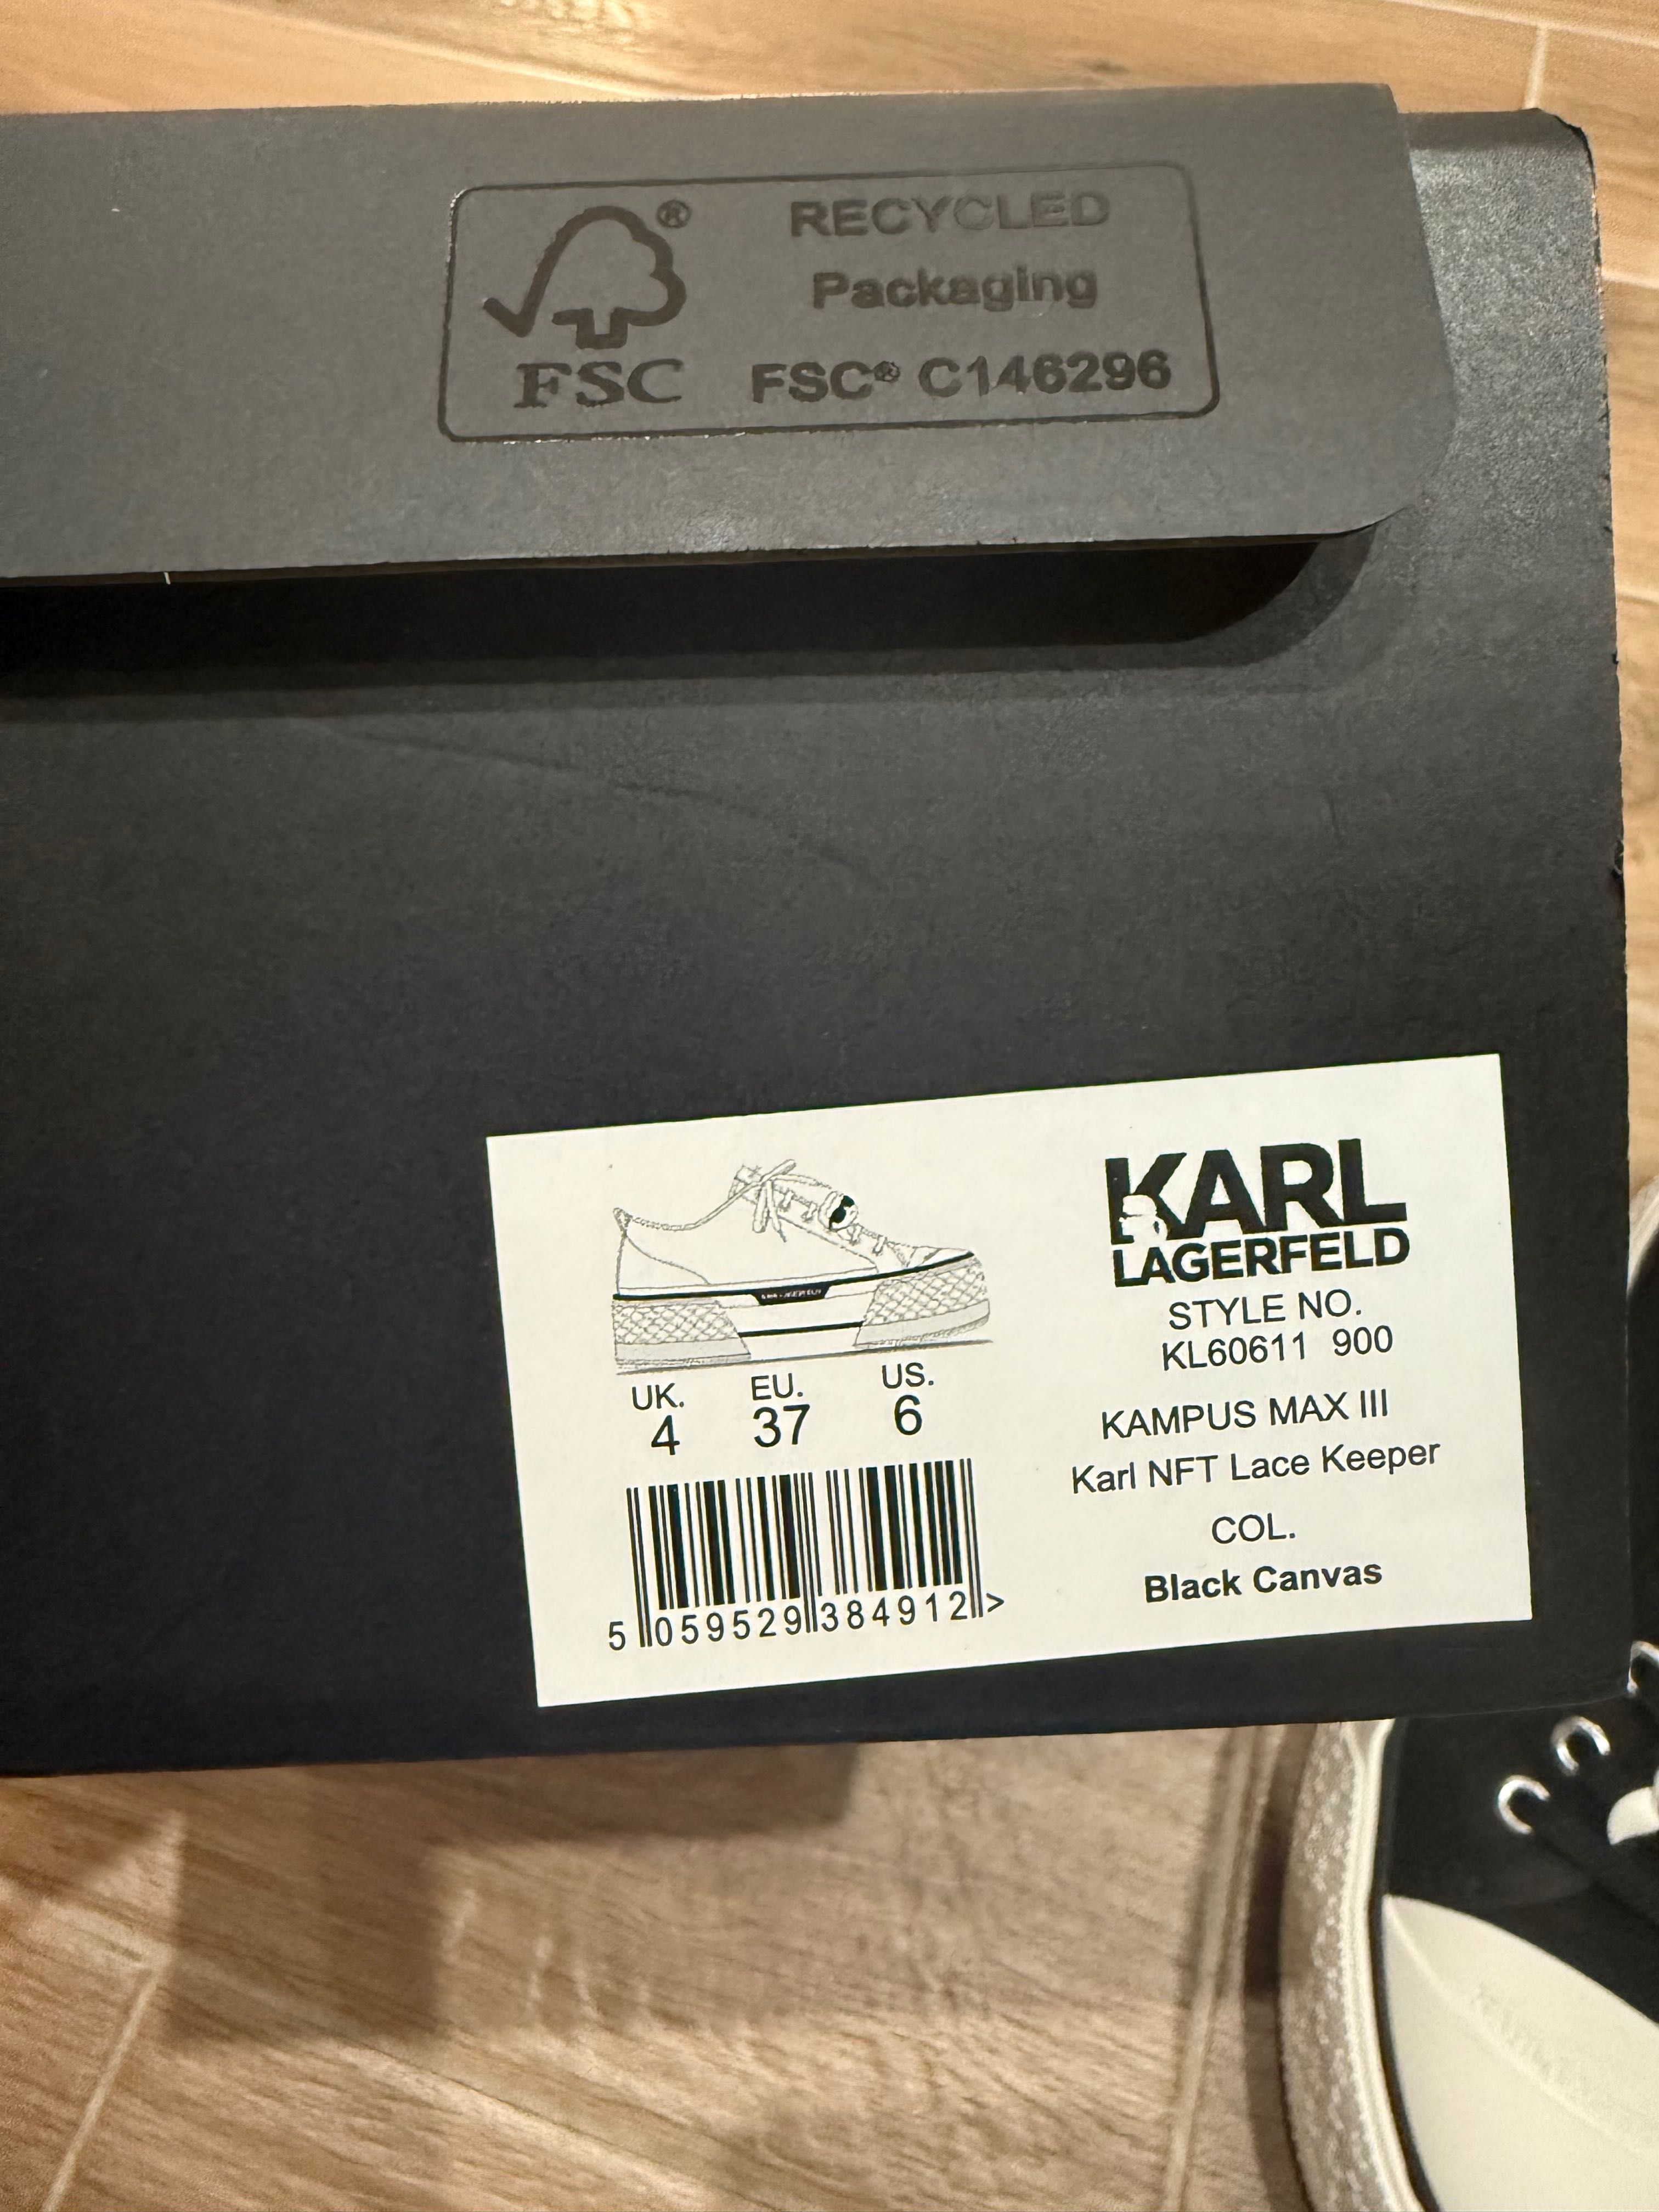 RECYCLED
Packaging
FSC® C146296
®
FSC
KARL
LAGERFELD
STYLE NO.
KL60611 900
KAMPUS MAX III
Karl NFT Lace Keeper
COL.
Black Canvas
UK. EU. US.
4 37 6
5 059529 384912 >